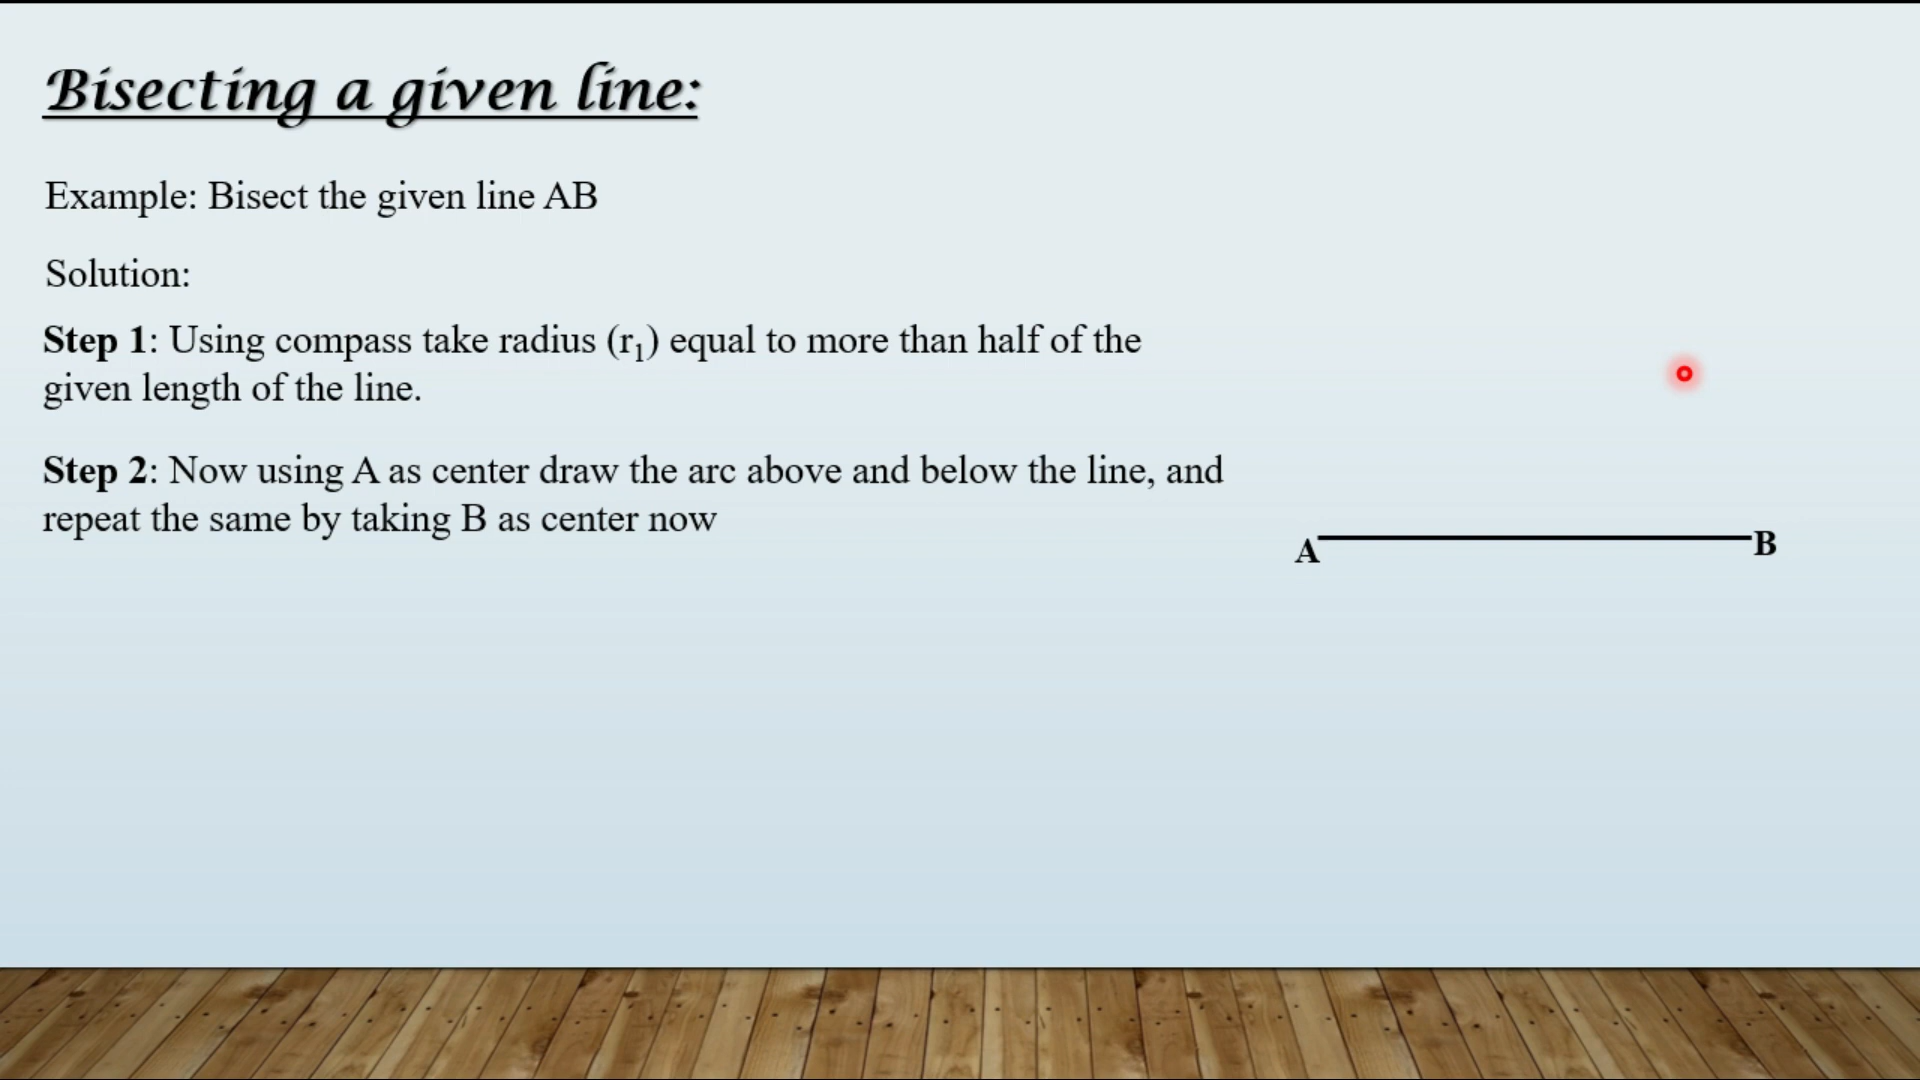 Bisecting a given line:
Example: Bisect the given line AB
Solution:
Step 1: Using compass take radius (r₁) equal to more than half of the
given length of the line.
Step 2: Now using A as center draw the arc above and below the line, and
repeat the same by taking B as center now
A
B